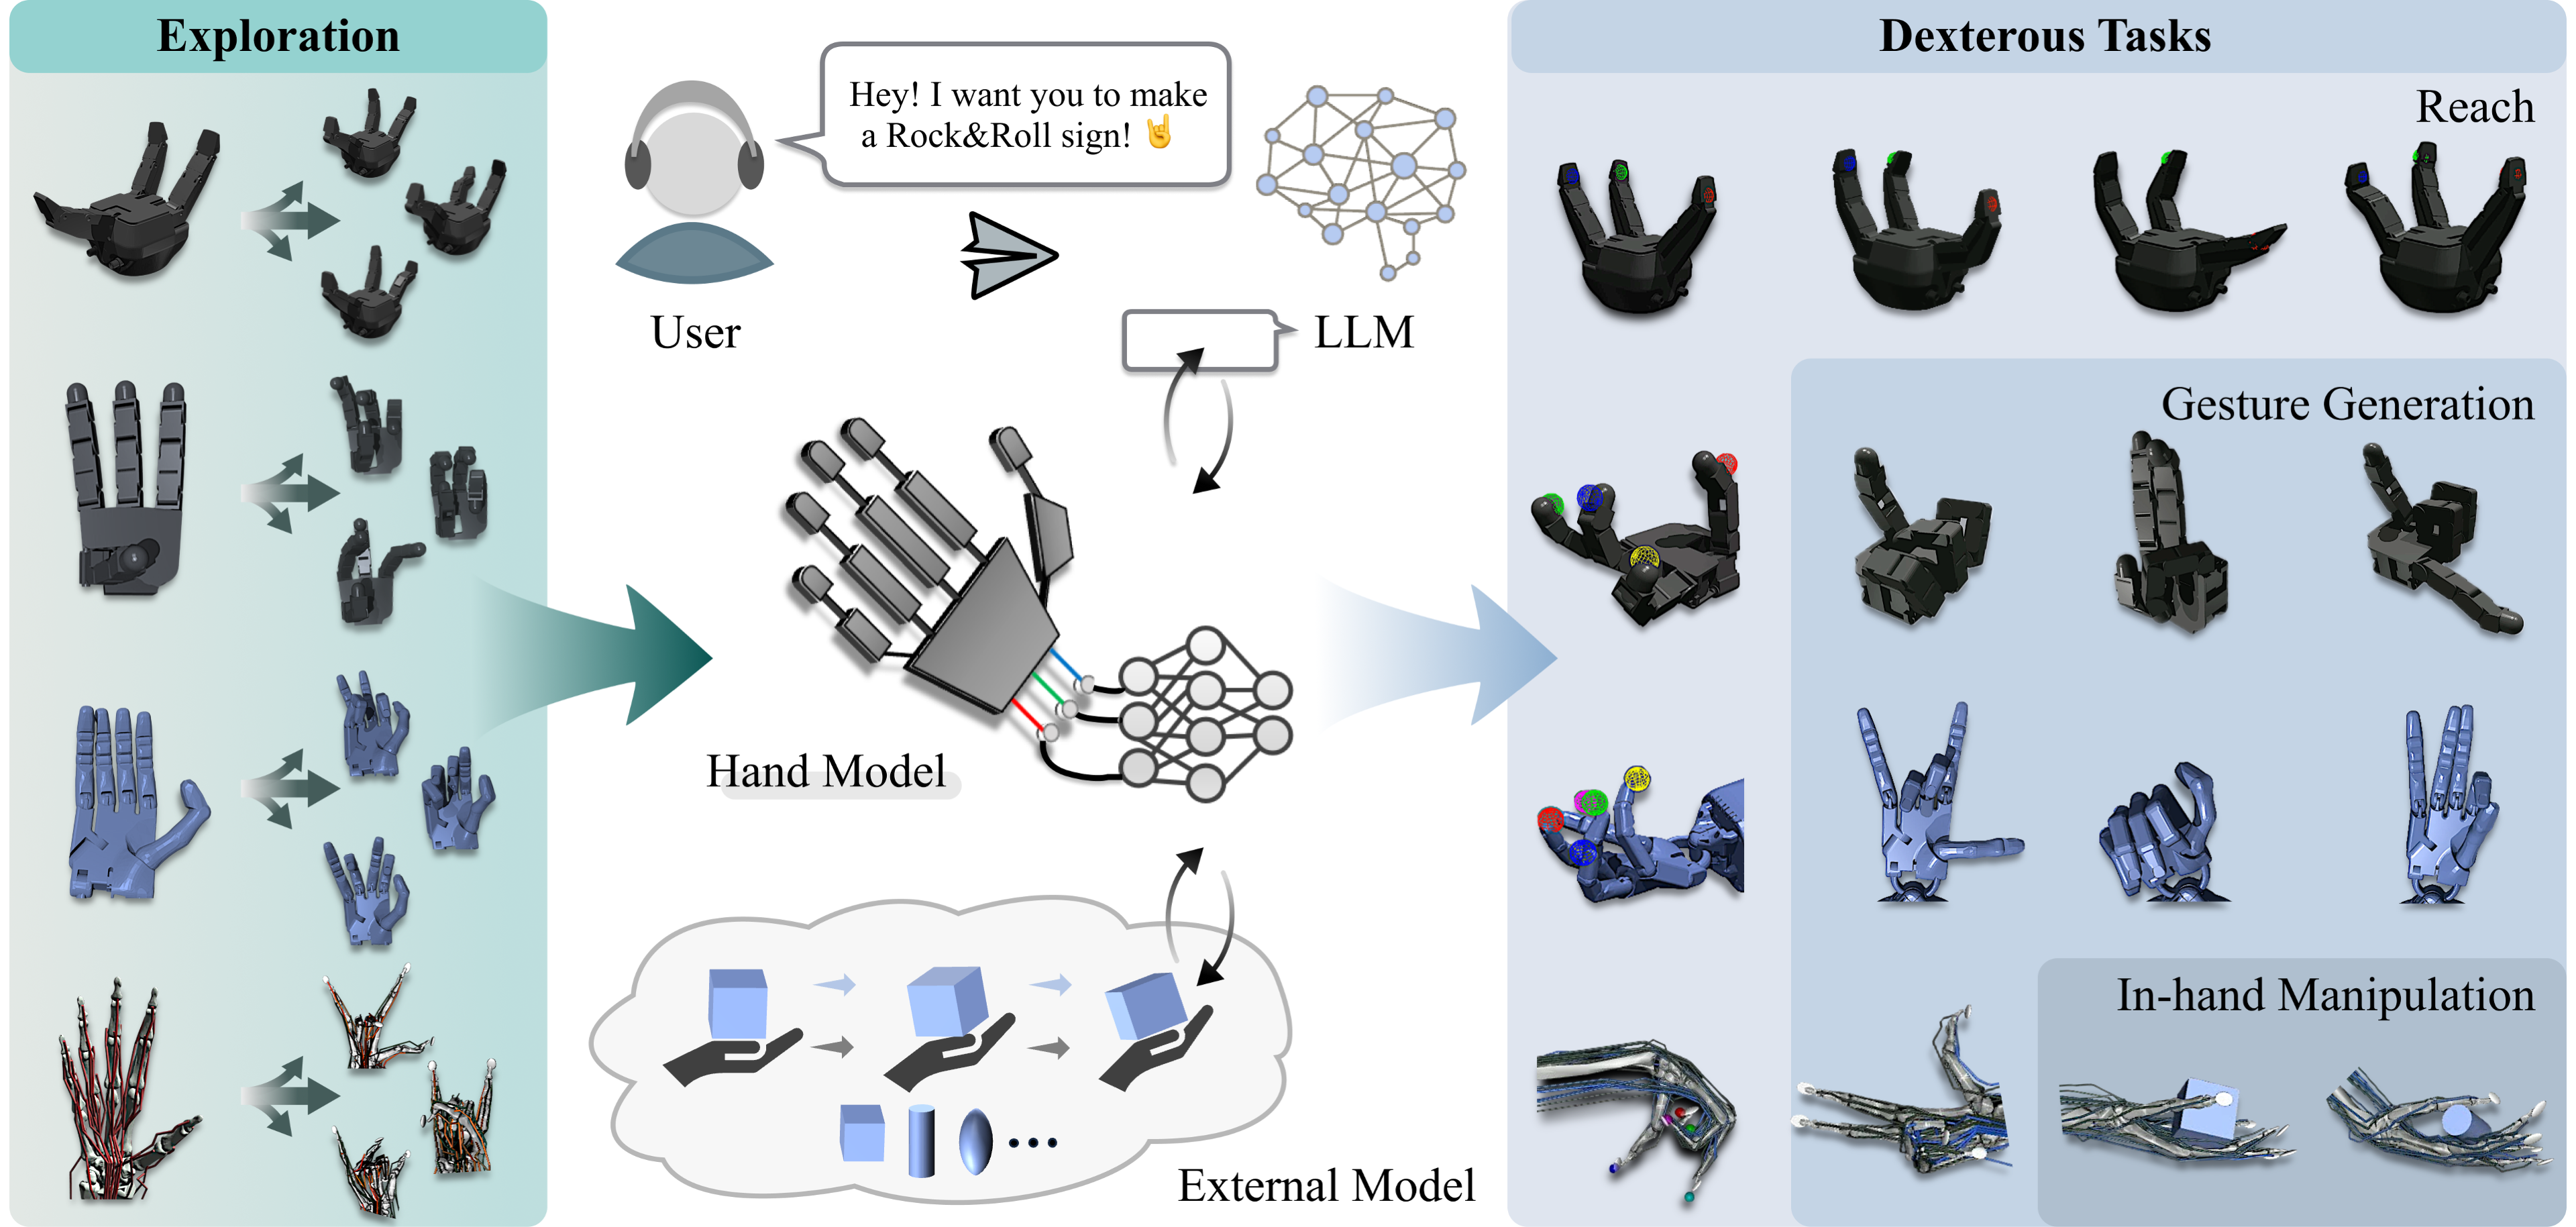 Exploration
Hey! I want you to make
a Rock&Roll sign! 🤘
User
LLM
Hand Model
External Model
Dexterous Tasks
Reach
Gesture Generation
In-hand Manipulation